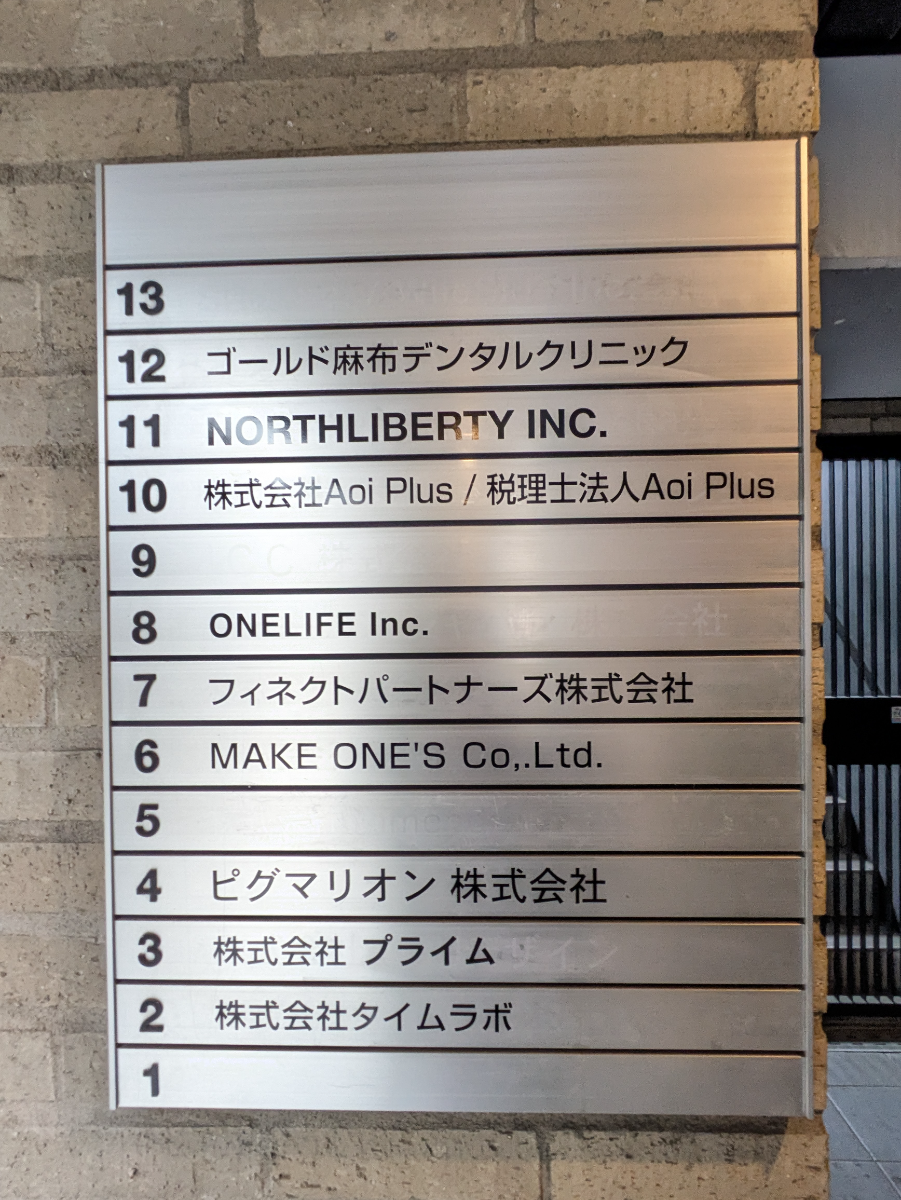 13
12 ゴールド麻布デンタルクリニック
11 NORTHLIBERTY INC.
10 株式会社Aoi Plus / 税理士法人Aoi Plus
9
8 ONELIFE Inc.
7 フィネクトパートナーズ株式会社
6 MAKE ONE'S Co,.Ltd.
5
4 ピグマリオン 株式会社
3 株式会社 プライム
2 株式会社タイムラボ
1